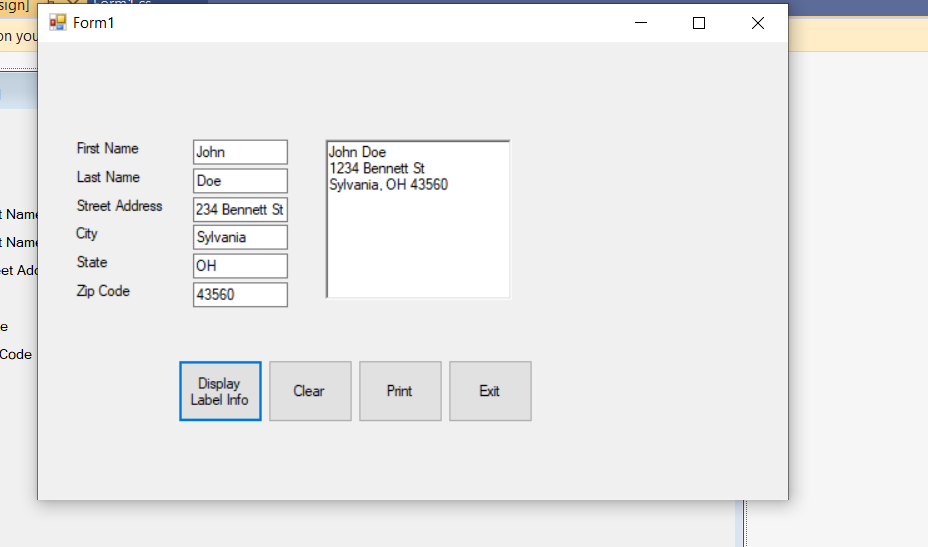 sign]
Form1.cs
on you
Form1
First Name
John
Last Name
Doe
Street Address
234 Bennett St
City
Sylvania
State
OH
Zip Code
43560
John Doe
1234 Bennett St
Sylvania, OH 43560
Display
Label Info
Clear
Print
Exit
t Name
t Name
et Add
e
Code